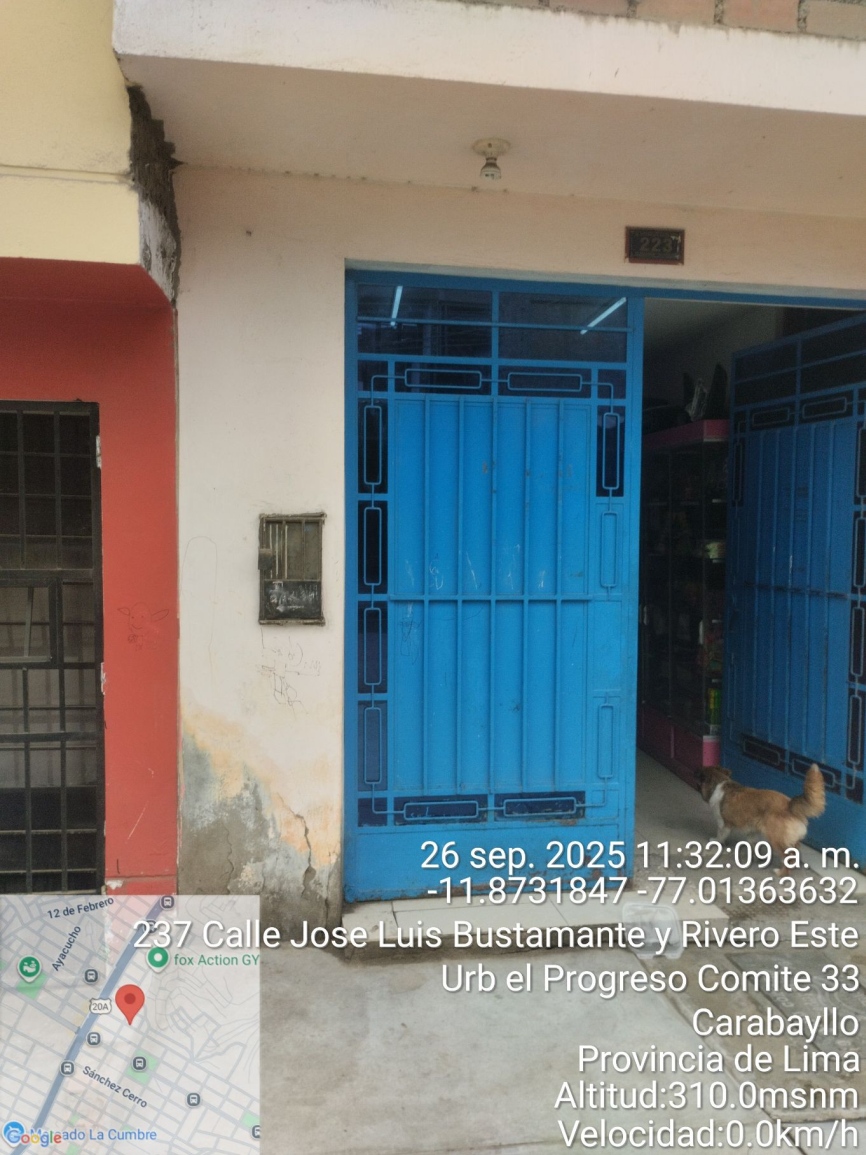 223
26 sep. 2025 11:32:09 a. m.
-11.8731847 -77.01363632
237 Calle Jose Luis Bustamante y Rivero Este
Urb el Progreso Comite 33
Carabayllo
Provincia de Lima
Altitud:310.0msnm
Velocidad:0.0km/h
12 de Febrero
Ayacucho
fox Action GY
20A
Sánchez Cerro
Mercado La Cumbre
Google